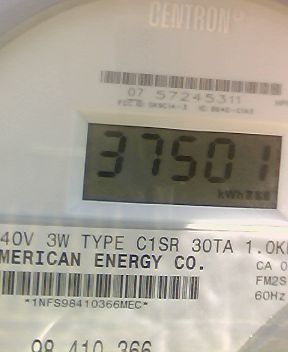 CENTRON®
07 57245311
37501
kWh
40V 3W TYPE C1SR 30TA 1.0K
MERICAN ENERGY CO.
CA 0
FM2S
60Hz
*1NFS98410366MEC*
98 410 366